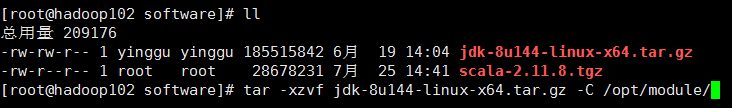 [root@hadoop102 software]# ll
总用量 209176
-rw-rw-r-- 1 yinggu yinggu 185515842 6月  19 14:04 jdk-8u144-linux-x64.tar.gz
-rw-r--r-- 1 root   root    28678231 7月  25 14:41 scala-2.11.8.tgz
[root@hadoop102 software]# tar -xzvf jdk-8u144-linux-x64.tar.gz -C /opt/module/